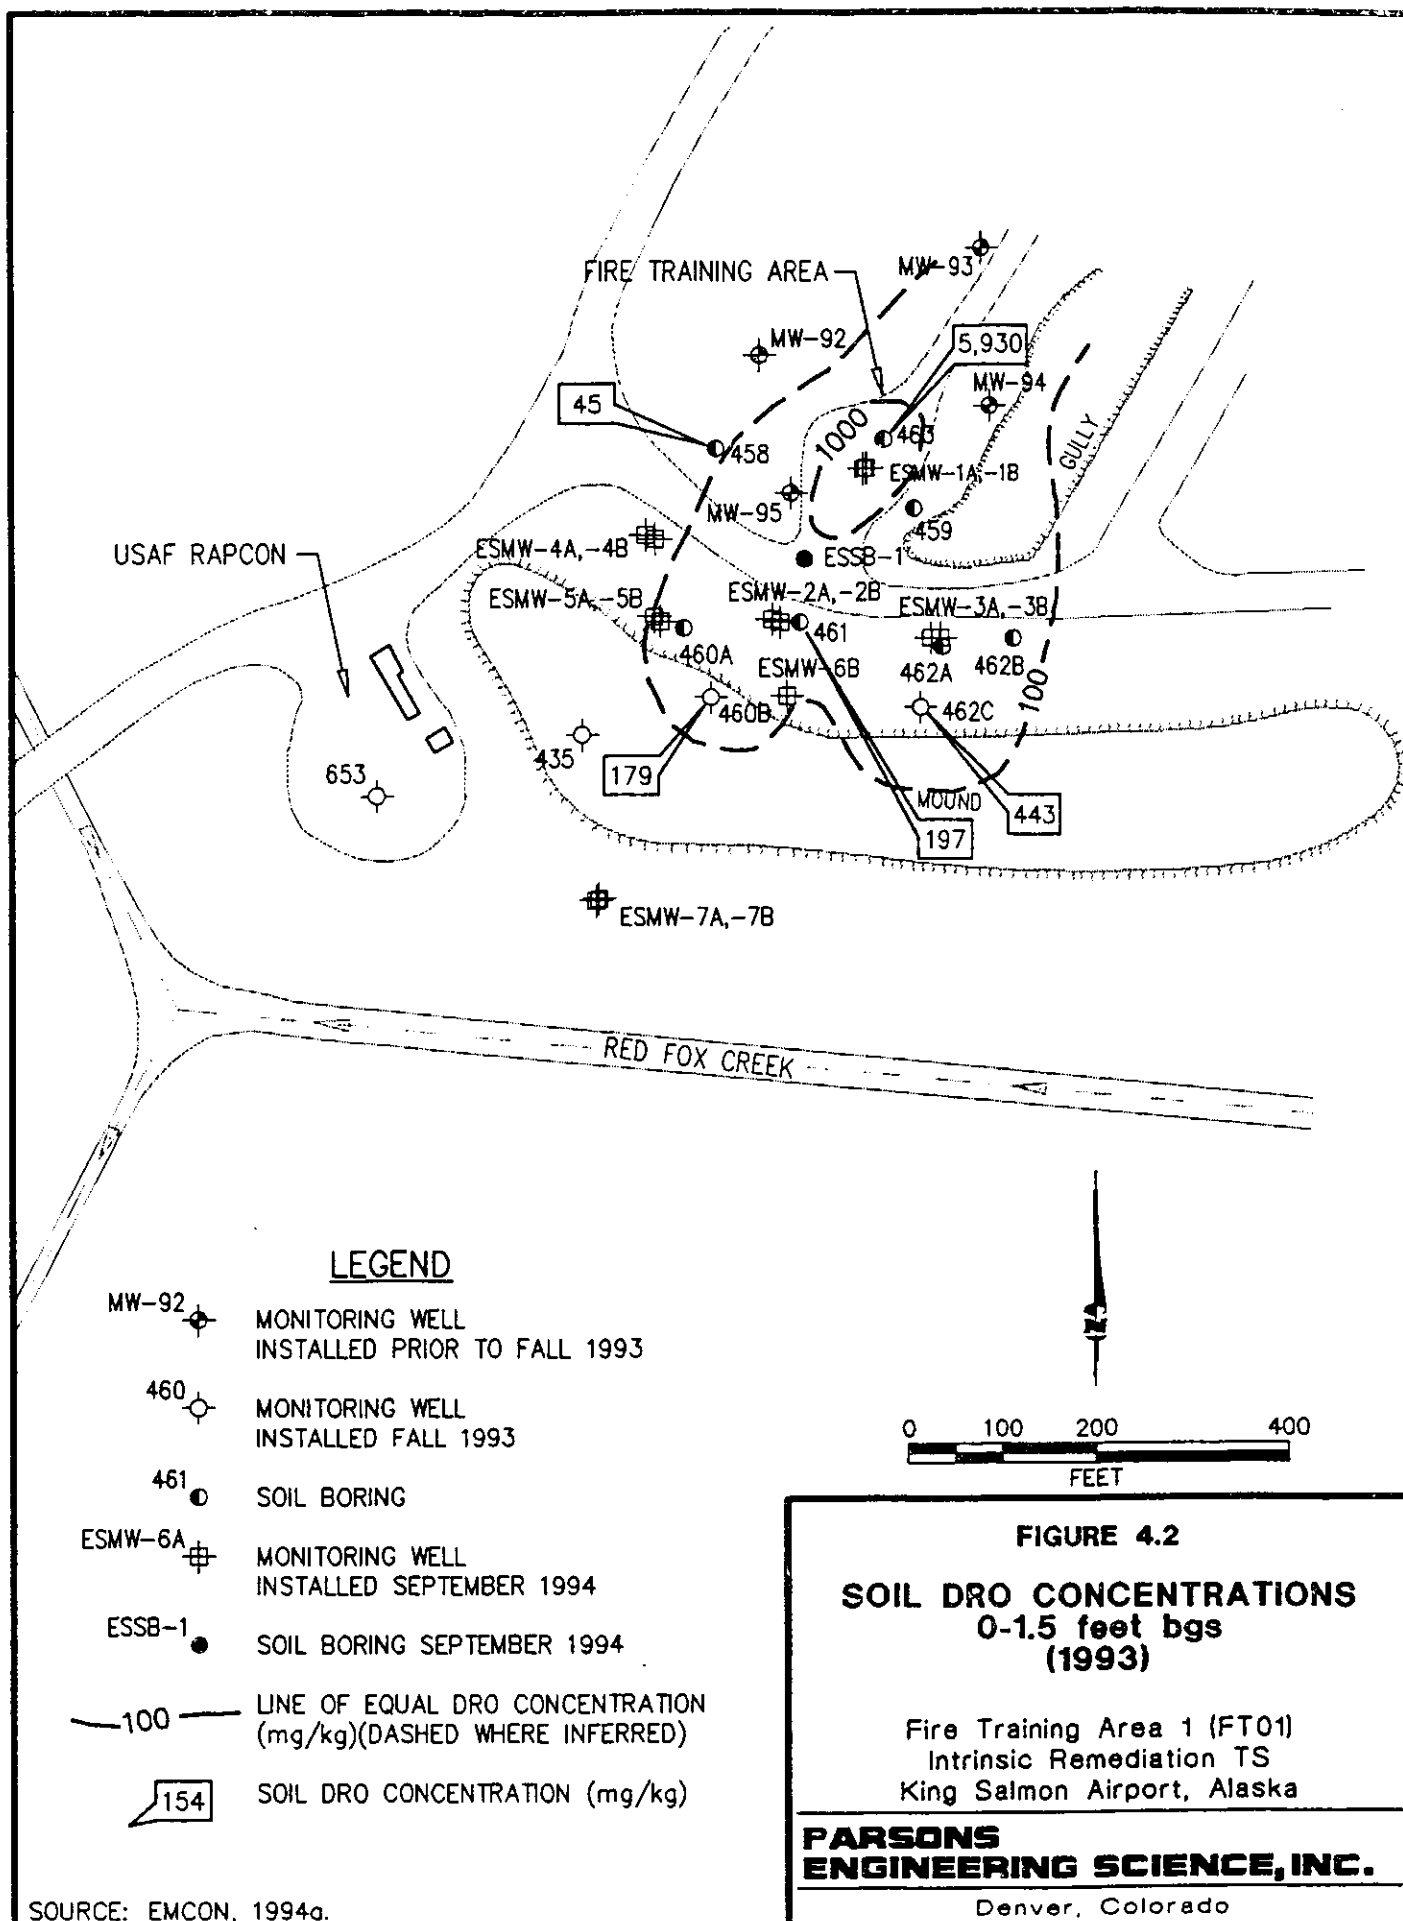 MW-93
FIRE TRAINING AREA
MW-92
5,930
MW-94
45
1000
463
458
GULLY
ESMW-1A,-1B
MW-95
459
USAF RAPCON
ESMW-4A,-4B
ESSB-1
ESMW-5A,-5B
ESMW-2A,-2B
ESMW-3A,-3B
461
460A
462A
462B
ESMW-6B
100
460B
462C
435
653
179
MOUND
443
197
ESMW-7A,-7B
RED FOX CREEK
LEGEND
MW-92
MONITORING WELL
INSTALLED PRIOR TO FALL 1993
460
MONITORING WELL
INSTALLED FALL 1993
461
SOIL BORING
ESMW-6A
MONITORING WELL
INSTALLED SEPTEMBER 1994
ESSB-1
SOIL BORING SEPTEMBER 1994
100
LINE OF EQUAL DRO CONCENTRATION
(mg/kg)(DASHED WHERE INFERRED)
154
SOIL DRO CONCENTRATION (mg/kg)
SOURCE: EMCON, 1994a.
N
0 100 200 400
FEET
FIGURE 4.2
SOIL DRO CONCENTRATIONS
0-1.5 feet bgs
(1993)
Fire Training Area 1 (FT01)
Intrinsic Remediation TS
King Salmon Airport, Alaska
PARSONS
ENGINEERING SCIENCE, INC.
Denver, Colorado